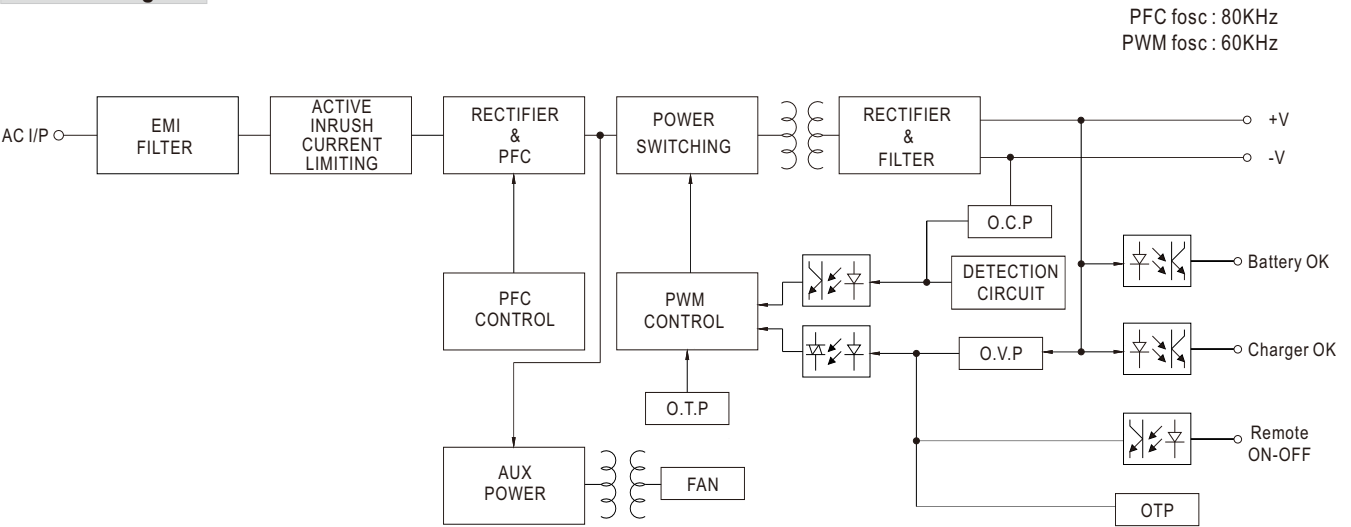 PFC fosc : 80KHz
PWM fosc : 60KHz
AC I/P
EMI
FILTER
ACTIVE
INRUSH
CURRENT
LIMITING
RECTIFIER
&
PFC
POWER
SWITCHING
RECTIFIER
&
FILTER
+V
-V
O.C.P
DETECTION
CIRCUIT
Battery OK
PFC
CONTROL
PWM
CONTROL
O.V.P
Charger OK
O.T.P
Remote
ON-OFF
AUX
POWER
FAN
OTP